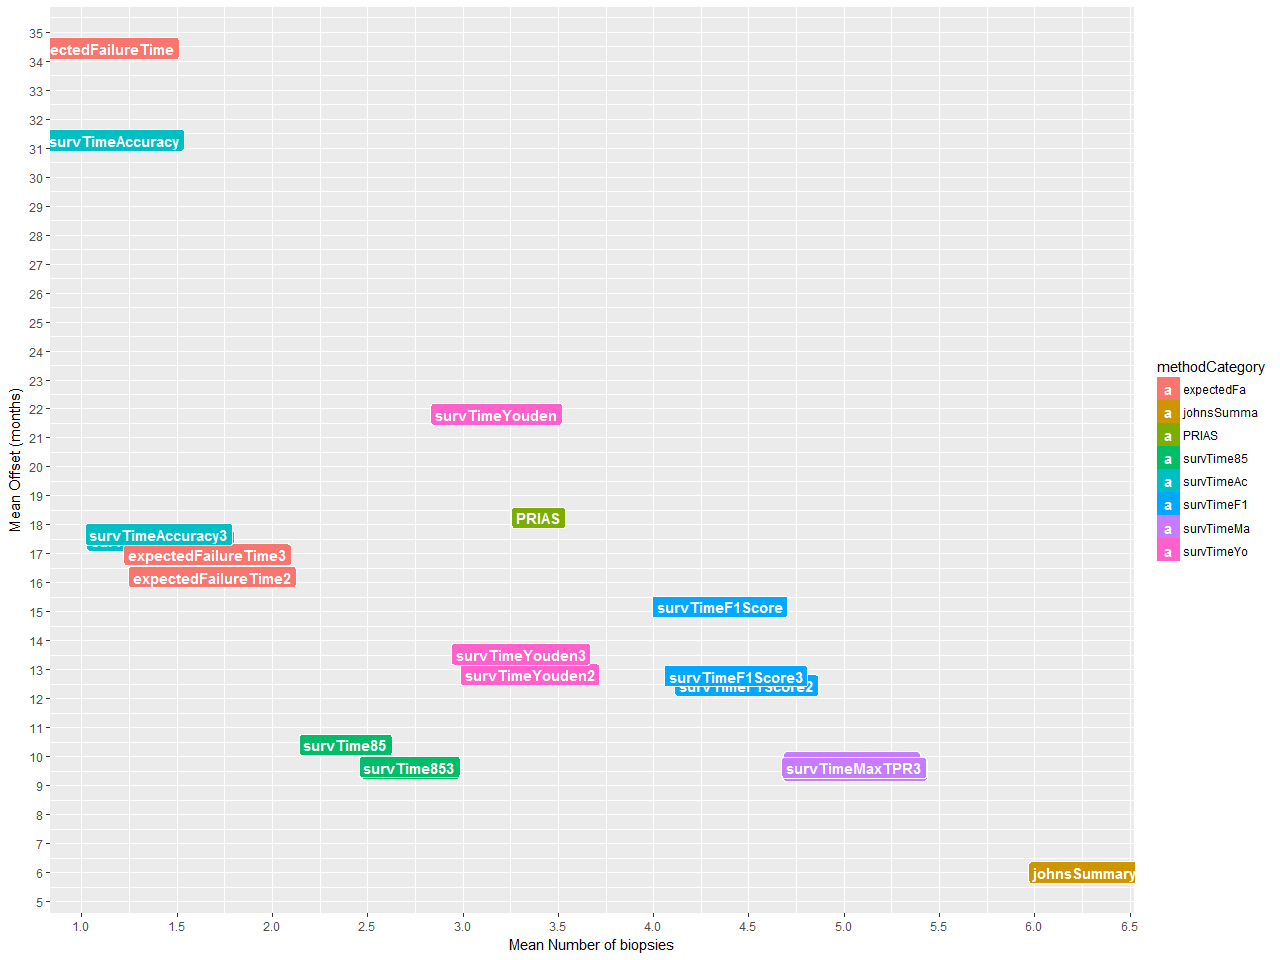 35
34
33
32
31
30
29
28
27
26
25
24
23
22
21
20
19
18
17
16
15
14
13
12
11
10
9
8
7
6
5
Mean Offset (months)
ectedFailureTime
survTimeAccuracy
survTimeYouden
PRIAS
survTimeAccuracy3
expectedFailureTime3
expectedFailureTime2
survTimeF1Score
survTimeYouden3
survTimeYouden2
survTimeF1Score3
survTimeF1Score2
survTime85
survTime853
survTimeMaxTPR3
johnsSummary
1.0 1.5 2.0 2.5 3.0 3.5 4.0 4.5 5.0 5.5 6.0 6.5
Mean Number of biopsies
methodCategory
a expectedFa
a johnsSumma
a PRIAS
a survTime85
a survTimeAc
a survTimeF1
a survTimeMa
a survTimeYo